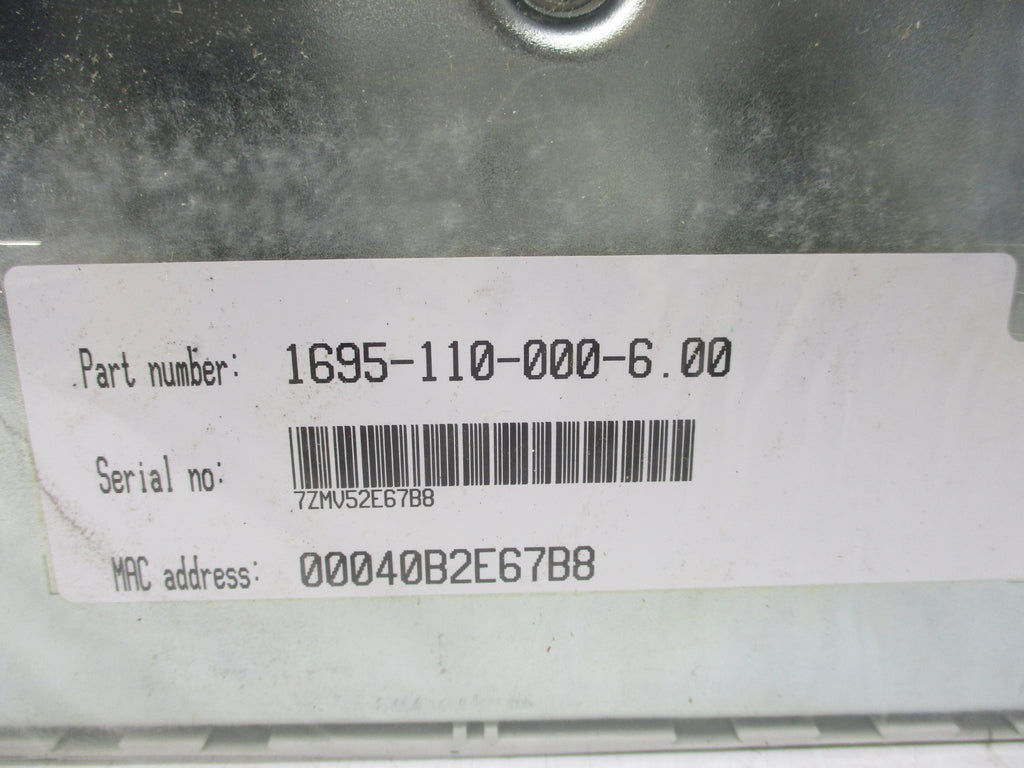 Part number: 1695-110-000-6.00
Serial no:
7ZMV52E67B8
MAC address: 00040B2E67B8